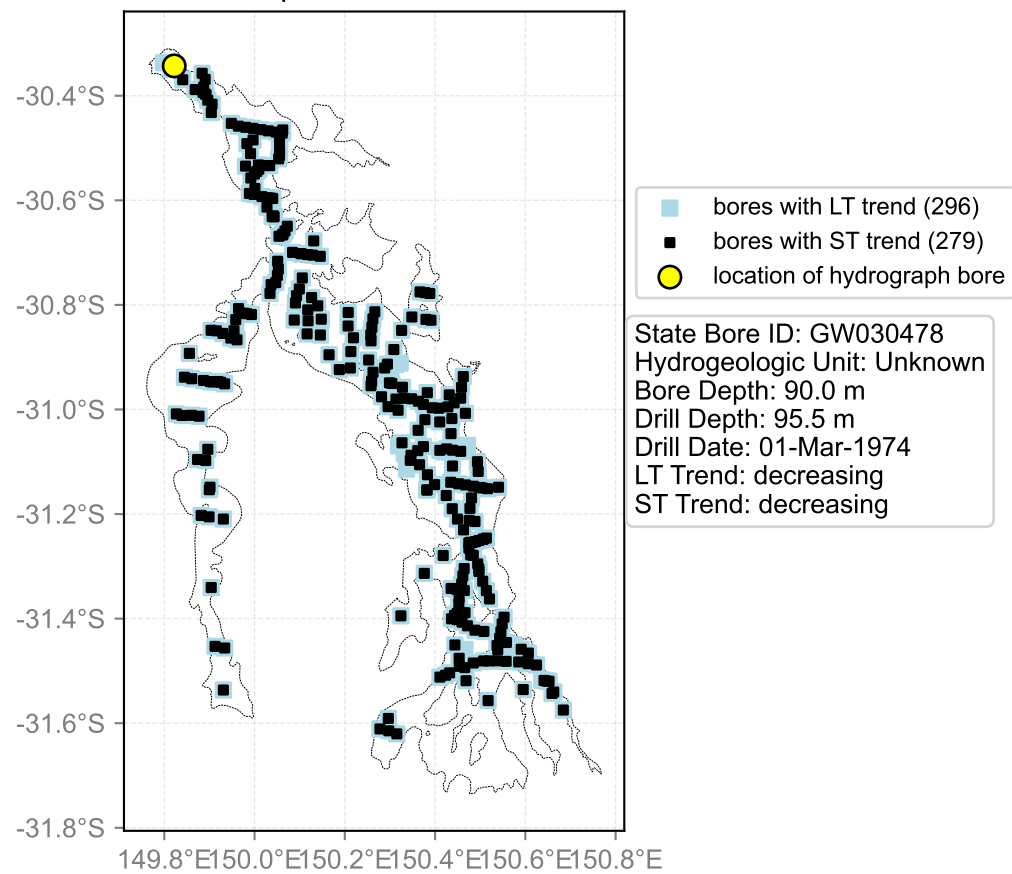 -30.4°S
-30.6°S
-30.8°S
-31.0°S
-31.2°S
-31.4°S
-31.6°S
-31.8°S
149.8°E150.0°E150.2°E150.4°E150.6°E150.8°E
bores with LT trend (296)
bores with ST trend (279)
location of hydrograph bore
State Bore ID: GW030478
Hydrogeologic Unit: Unknown
Bore Depth: 90.0 m
Drill Depth: 95.5 m
Drill Date: 01-Mar-1974
LT Trend: decreasing
ST Trend: decreasing